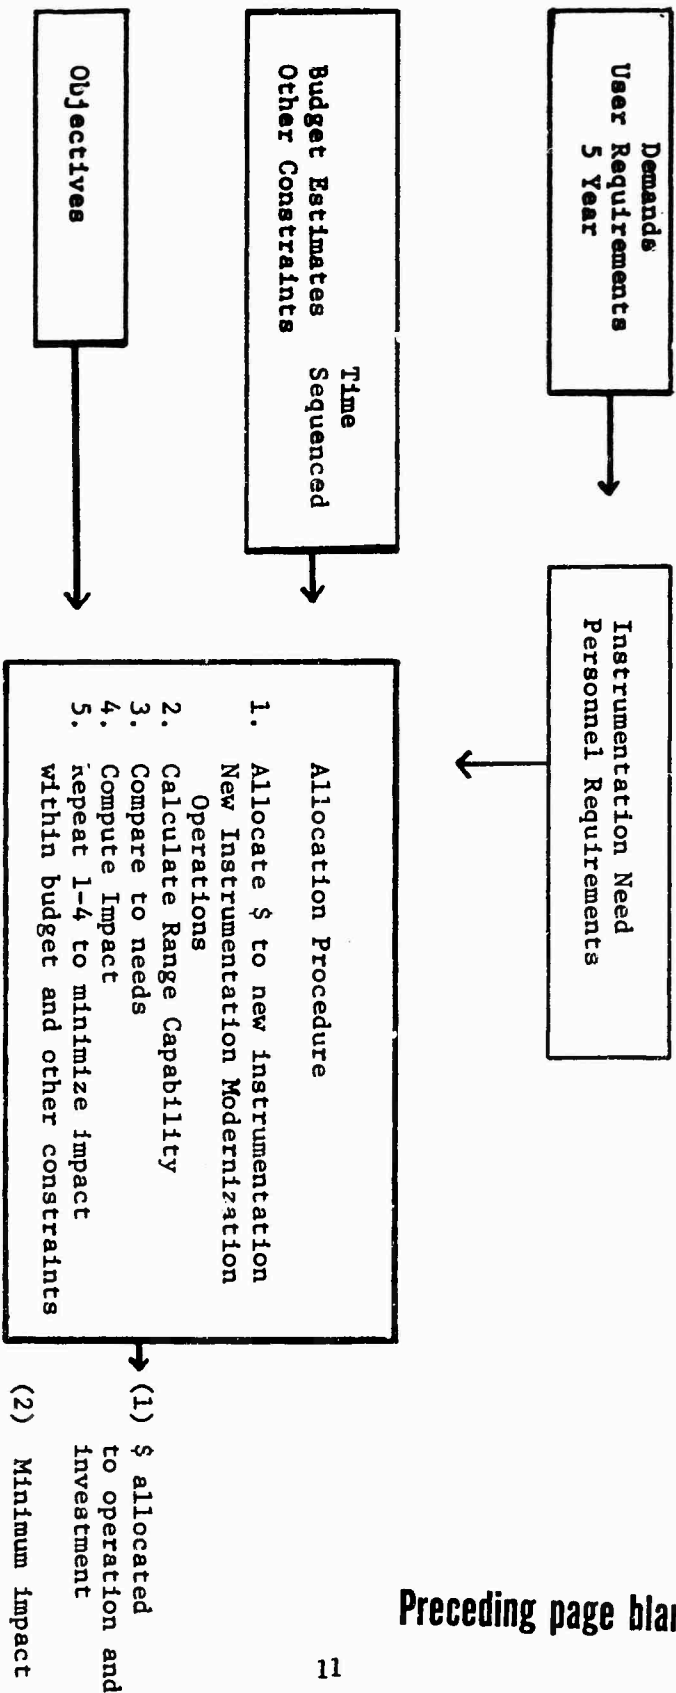 Demands
User Requirements
5 Year
Instrumentation Need
Personnel Requirements
Time
Budget Estimates Sequenced
Other Constraints
Objectives
Allocation Procedure
1. Allocate $ to new instrumentation
New Instrumentation Modernization
Operations
2. Calculate Range Capability
3. Compare to needs
4. Compute Impact
5. Repeat 1-4 to minimize impact
within budget and other constraints
(1) $ allocated
to operation and
investment
(2) Minimum impact
Preceding page
11